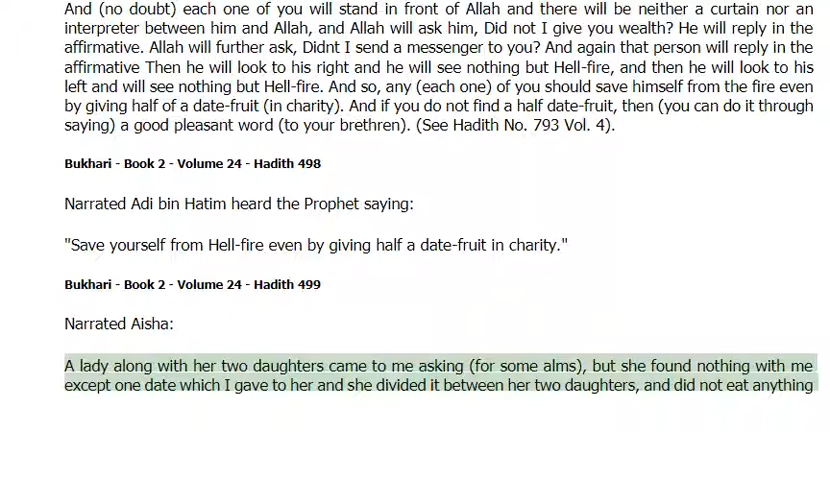 And (no doubt) each one of you will stand in front of Allah and there will be neither a curtain nor an
interpreter between him and Allah, and Allah will ask him, Did not I give you wealth? He will reply in the
affirmative. Allah will further ask, Didnt I send a messenger to you? And again that person will reply in the
affirmative Then he will look to his right and he will see nothing but Hell-fire, and then he will look to his
left and will see nothing but Hell-fire. And so, any (each one) of you should save himself from the fire even
by giving half of a date-fruit (in charity). And if you do not find a half date-fruit, then (you can do it through
saying) a good pleasant word (to your brethren). (See Hadith No. 793 Vol. 4).
Bukhari - Book 2 - Volume 24 - Hadith 498
Narrated Adi bin Hatim heard the Prophet saying:
"Save yourself from Hell-fire even by giving half a date-fruit in charity."
Bukhari - Book 2 - Volume 24 - Hadith 499
Narrated Aisha:
A lady along with her two daughters came to me asking (for some alms), but she found nothing with me
except one date which I gave to her and she divided it between her two daughters, and did not eat anything